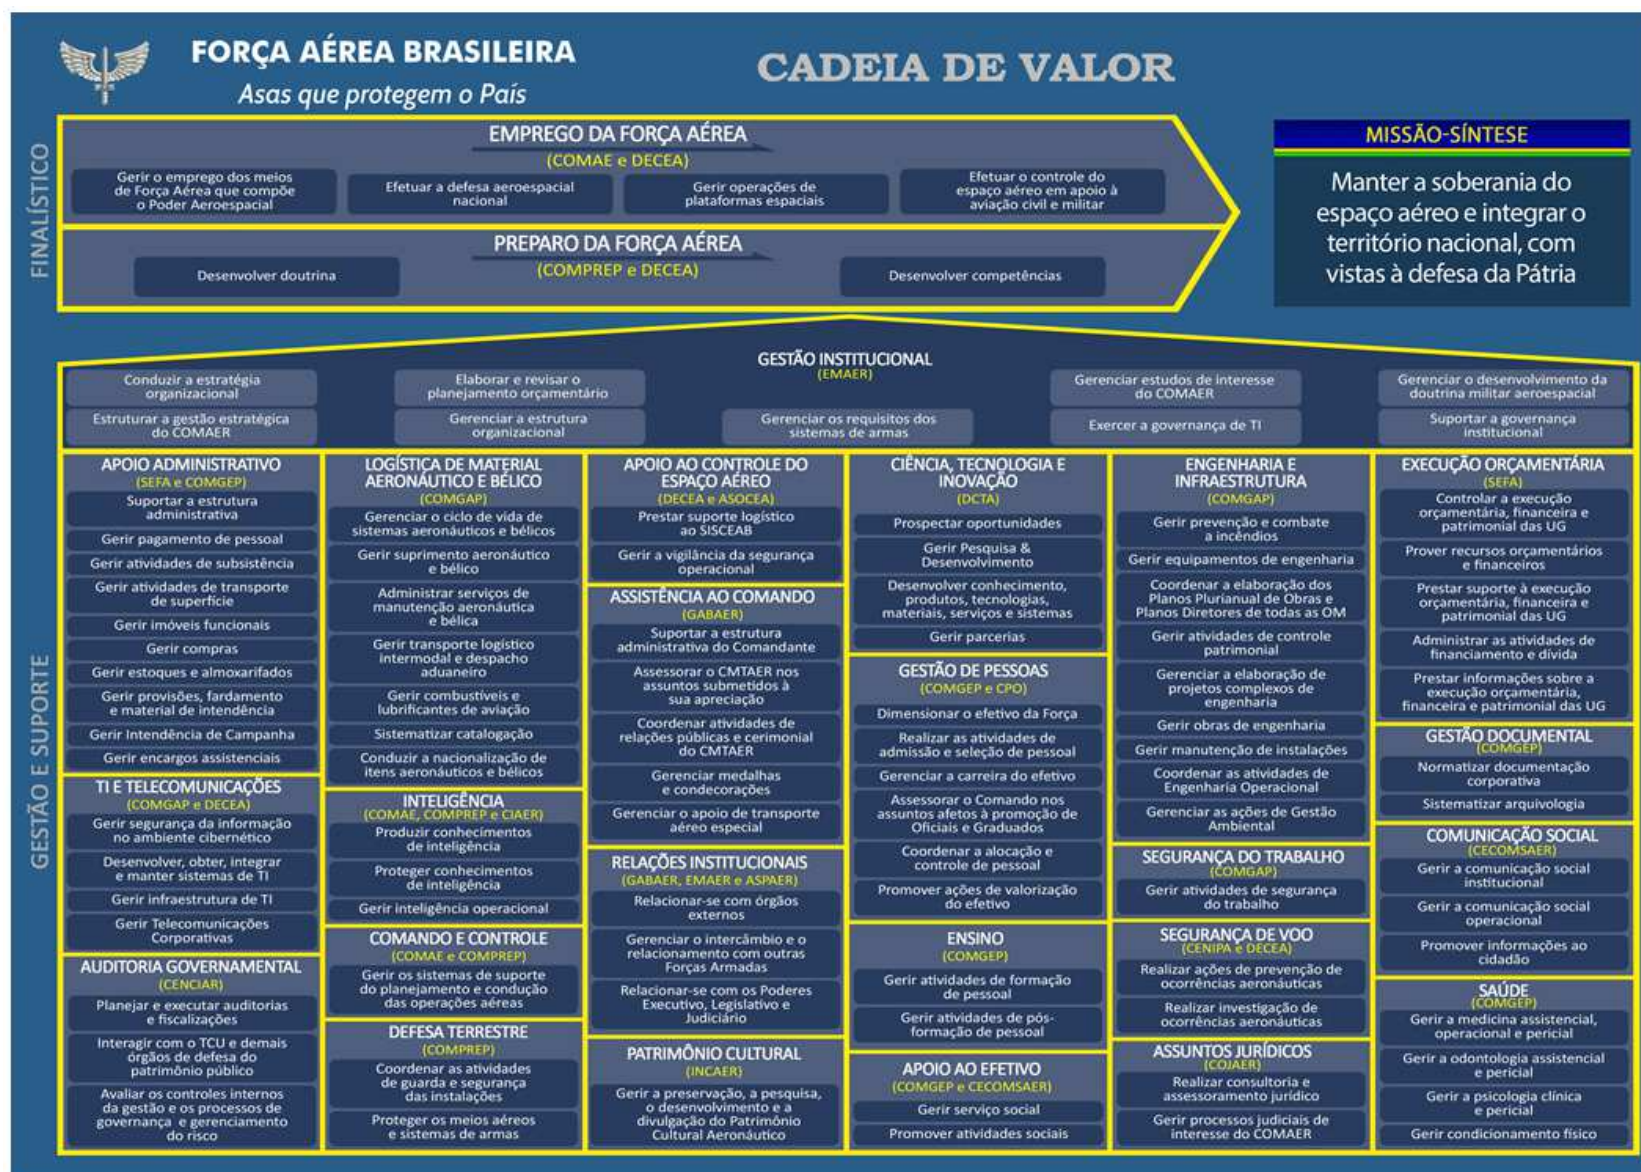 FORÇA AÉREA BRASILEIRA
Asas que protegem o País
CADEIA DE VALOR
FINALÍSTICO
EMPREGO DA FORÇA AÉREA
(COMAE e DECEA)
Gerir o emprego dos meios
de Força Aérea que compõe
o Poder Aeroespacial
Efetuar a defesa aeroespacial
nacional
Gerir operações de
plataformas espaciais
Efetuar o controle do
espaço aéreo em apoio à
aviação civil e militar
PREPARO DA FORÇA AÉREA
(COMPREP e DECEA)
Desenvolver doutrina
Desenvolver competências
MISSÃO-SÍNTESE
Manter a soberania do
espaço aéreo e integrar o
território nacional, com
vistas à defesa da Pátria
GESTÃO E SUPORTE
GESTÃO INSTITUCIONAL
(EMAER)
Conduzir a estratégia
organizacional
Elaborar e revisar o
planejamento orçamentário
Gerenciar estudos de interesse
do COMAER
Gerenciar o desenvolvimento da
doutrina militar aeroespacial
Estruturar a gestão estratégica
do COMAER
Gerenciar a estrutura
organizacional
Gerenciar os requisitos dos
sistemas de armas
Exercer a governança de TI
Suportar a governança
institucional
APOIO ADMINISTRATIVO
(SEFA e COMGEP)
Suportar a estrutura
administrativa
Gerir pagamento de pessoal
Gerir atividades de subsistência
Gerir atividades de transporte
de superfície
Gerir imóveis funcionais
Gerir compras
Gerir estoques e almoxarifados
Gerir provisões, fardamento
e material de intendência
Gerir Intendência de Campanha
Gerir encargos assistenciais
TI E TELECOMUNICAÇÕES
(COMGAP e DECEA)
Gerir segurança da informação
no ambiente cibernético
Desenvolver, obter, integrar
e manter sistemas de TI
Gerir infraestrutura de TI
Gerir Telecomunicações
Corporativas
AUDITORIA GOVERNAMENTAL
(CENCIAR)
Planejar e executar auditorias
e fiscalizações
Interagir com o TCU e demais
órgãos de defesa do
patrimônio público
Avaliar os controles internos
da gestão e os processos de
governança e gerenciamento
do risco
LOGÍSTICA DE MATERIAL
AERONÁUTICO E BÉLICO
(COMGAP)
Gerenciar o ciclo de vida de
sistemas aeronáuticos e bélicos
Gerir suprimento aeronáutico
e bélico
Administrar serviços de
manutenção aeronáutica
e bélica
Gerir transporte logístico
intermodal e despacho
aduaneiro
Gerir combustíveis e
lubrificantes de aviação
Sistematizar catalogação
Conduzir a nacionalização de
itens aeronáuticos e bélicos
INTELIGÊNCIA
(COMAE, COMPREP e CIAER)
Produzir conhecimentos
de inteligência
Proteger conhecimentos
de inteligência
Gerir inteligência operacional
COMANDO E CONTROLE
(COMAE e COMPREP)
Gerir os sistemas de suporte
do planejamento e condução
das operações aéreas
DEFESA TERRESTRE
(COMPREP)
Coordenar as atividades
de guarda e segurança
das instalações
Proteger os meios aéreos
e sistemas de armas
APOIO AO CONTROLE DO
ESPAÇO AÉREO
(DECEA e ASOCEA)
Prestar suporte logístico
ao SISCEAB
Gerir a vigilância da segurança
operacional
ASSISTÊNCIA AO COMANDO
(GABAER)
Suportar a estrutura
administrativa do Comandante
Assessorar o CMTAER nos
assuntos submetidos à
sua apreciação
Coordenar atividades de
relações públicas e cerimonial
do CMTAER
Gerenciar medalhas
e condecorações
Gerenciar o apoio de transporte
aéreo especial
RELAÇÕES INSTITUCIONAIS
(GABAER, EMAER e ASPAER)
Relacionar-se com órgãos
externos
Gerenciar o intercâmbio e o
relacionamento com outras
Forças Armadas
Relacionar-se com os Poderes
Executivo, Legislativo e
Judiciário
PATRIMÔNIO CULTURAL
(INCAER)
Gerir a preservação, a pesquisa,
o desenvolvimento e a
divulgação do Patrimônio
Cultural Aeronáutico
CIÊNCIA, TECNOLOGIA E
INOVAÇÃO
(DCTA)
Prospectar oportunidades
Gerir Pesquisa &
Desenvolvimento
Desenvolver conhecimento,
produtos, tecnologias,
materiais, serviços e sistemas
Gerir parcerias
GESTÃO DE PESSOAS
(COMGEP e CPO)
Dimensionar o efetivo da Força
Realizar as atividades de
admissão e seleção de pessoal
Gerenciar a carreira do efetivo
Assessorar o Comando nos
assuntos afetos à promoção de
Oficiais e Graduados
Coordenar a alocação e
controle de pessoal
Promover ações de valorização
do efetivo
ENSINO
(COMGEP)
Gerir atividades de formação
de pessoal
Gerir atividades de pós-
formação de pessoal
APOIO AO EFETIVO
(COMGEP e CECOMSAER)
Gerir serviço social
Promover atividades sociais
ENGENHARIA E
INFRAESTRUTURA
(COMGAP)
Gerir prevenção e combate
a incêndios
Gerir equipamentos de engenharia
Coordenar a elaboração dos
Planos Plurianual de Obras e
Planos Diretores de todas as OM
Gerir atividades de controle
patrimonial
Gerenciar a elaboração de
projetos complexos de
engenharia
Gerir obras de engenharia
Gerir manutenção de instalações
Coordenar as atividades de
Engenharia Operacional
Gerenciar as ações de Gestão
Ambiental
SEGURANÇA DO TRABALHO
(COMGAP)
Gerir atividades de segurança
do trabalho
SEGURANÇA DE VOO
(CENIPA e DECEA)
Realizar ações de prevenção de
ocorrências aeronáuticas
Realizar investigação de
ocorrências aeronáuticas
ASSUNTOS JURÍDICOS
(COJAER)
Realizar consultoria e
assessoramento jurídico
Gerir processos judiciais de
interesse do COMAER
EXECUÇÃO ORÇAMENTÁRIA
(SEFA)
Controlar a execução
orçamentária, financeira e
patrimonial das UG
Prover recursos orçamentários
e financeiros
Prestar suporte à execução
orçamentária, financeira e
patrimonial das UG
Administrar as atividades de
financiamento e dívida
Prestar informações sobre a
execução orçamentária,
financeira e patrimonial das UG
GESTÃO DOCUMENTAL
(COMGEP)
Normatizar documentação
corporativa
Sistematizar arquivologia
COMUNICAÇÃO SOCIAL
(CECOMSAER)
Gerir a comunicação social
institucional
Gerir a comunicação social
operacional
Promover informações ao
cidadão
SAÚDE
(COMGEP)
Gerir a medicina assistencial,
operacional e pericial
Gerir a odontologia assistencial
e pericial
Gerir a psicologia clínica
e pericial
Gerir condicionamento físico